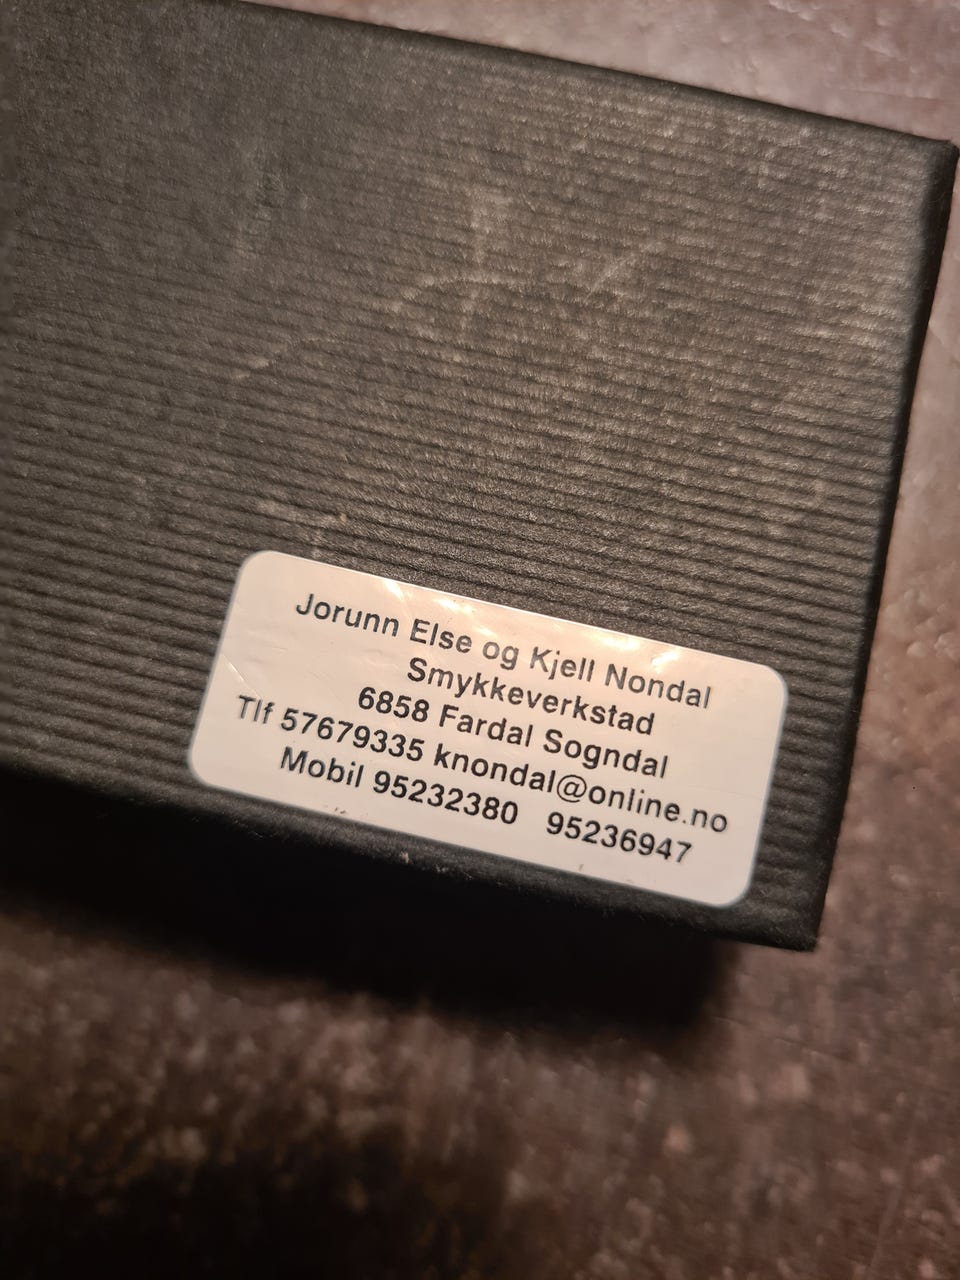 Jorunn Else og Kjell Nondal
Smykkeverkstad
6858 Fardal Sogndal
Tlf 57679335 knondal@online.no
Mobil 95232380 95236947